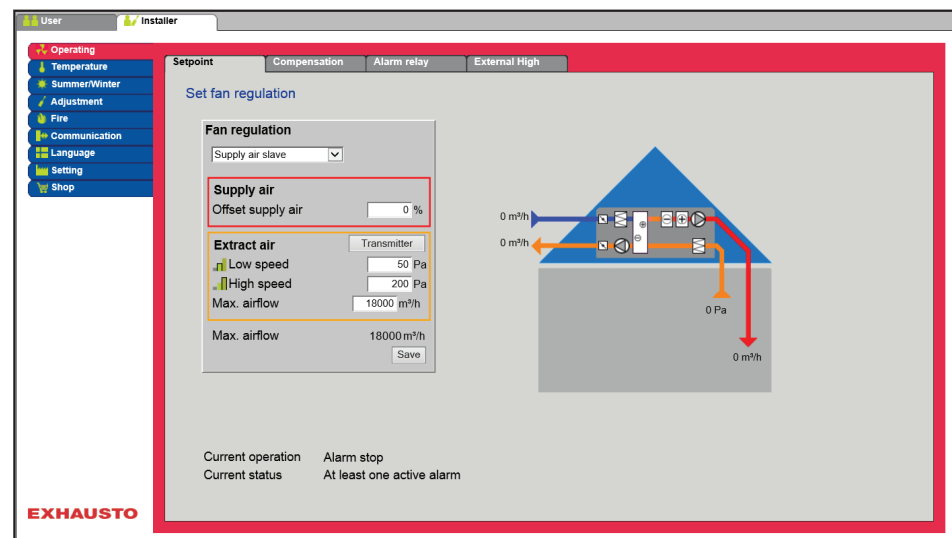 User Installer
Operating
Temperature
Summer/Winter
Adjustment
Fire
Communication
Language
Setting
Shop
Setpoint Compensation Alarm relay External High
Set fan regulation
Fan regulation
Supply air slave
Supply air
Offset supply air 0 %
Extract air Transmitter
Low speed 50 Pa
High speed 200 Pa
Max. airflow 18000 m³/h
Max. airflow 18000 m³/h
Save
0 m³/h
0 m³/h
0 Pa
0 m³/h
Current operation Alarm stop
Current status At least one active alarm
EXHAUSTO